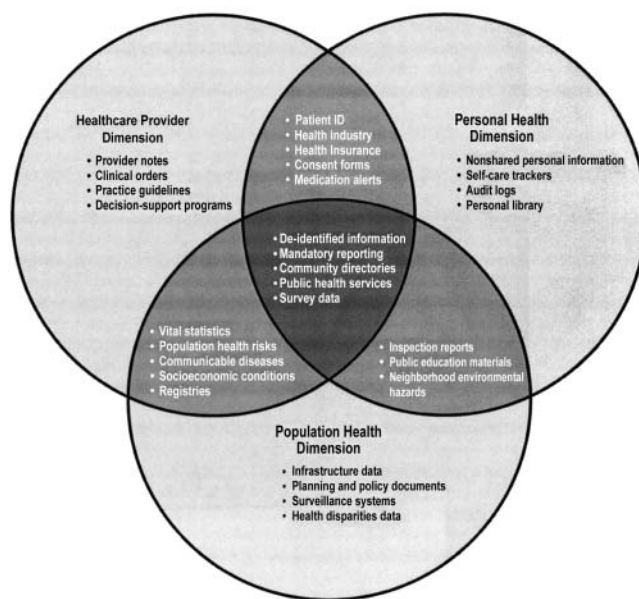 Healthcare Provider
Dimension
• Provider notes
• Clinical orders
• Practice guidelines
• Decision-support programs
• Patient ID
• Health industry
• Health Insurance
• Consent forms
• Medication alerts
Personal Health
Dimension
• Nonshared personal information
• Self-care trackers
• Audit logs
• Personal library
• De-identified information
• Mandatory reporting
• Community directories
• Public health services
• Survey data
• Vital statistics
• Population health risks
• Communicable diseases
• Socioeconomic conditions
• Registries
• Inspection reports
• Public education materials
• Neighborhood environmental
hazards
Population Health
Dimension
• Infrastructure data
• Planning and policy documents
• Surveillance systems
• Health disparities data